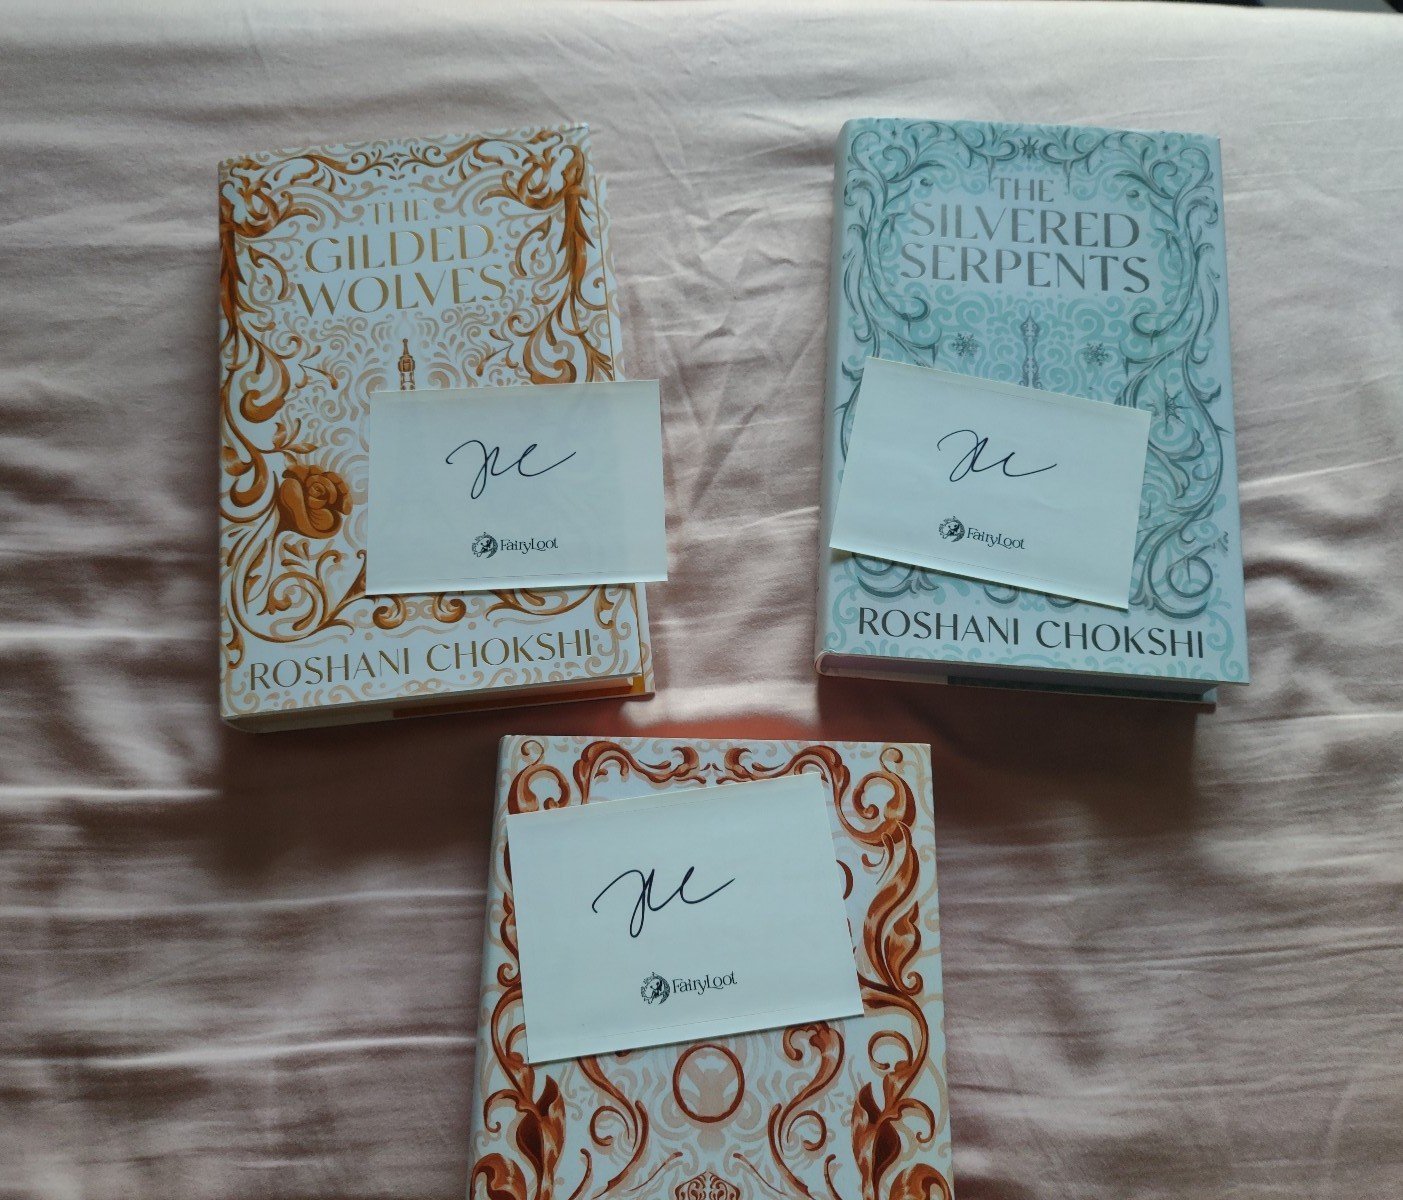 THE
GILDED
WOLVES
FairyLoot
ROSHANI CHOKSHI
THE
SILVERED
SERPENTS
FairyLoot
ROSHANI CHOKSHI
FairyLoot